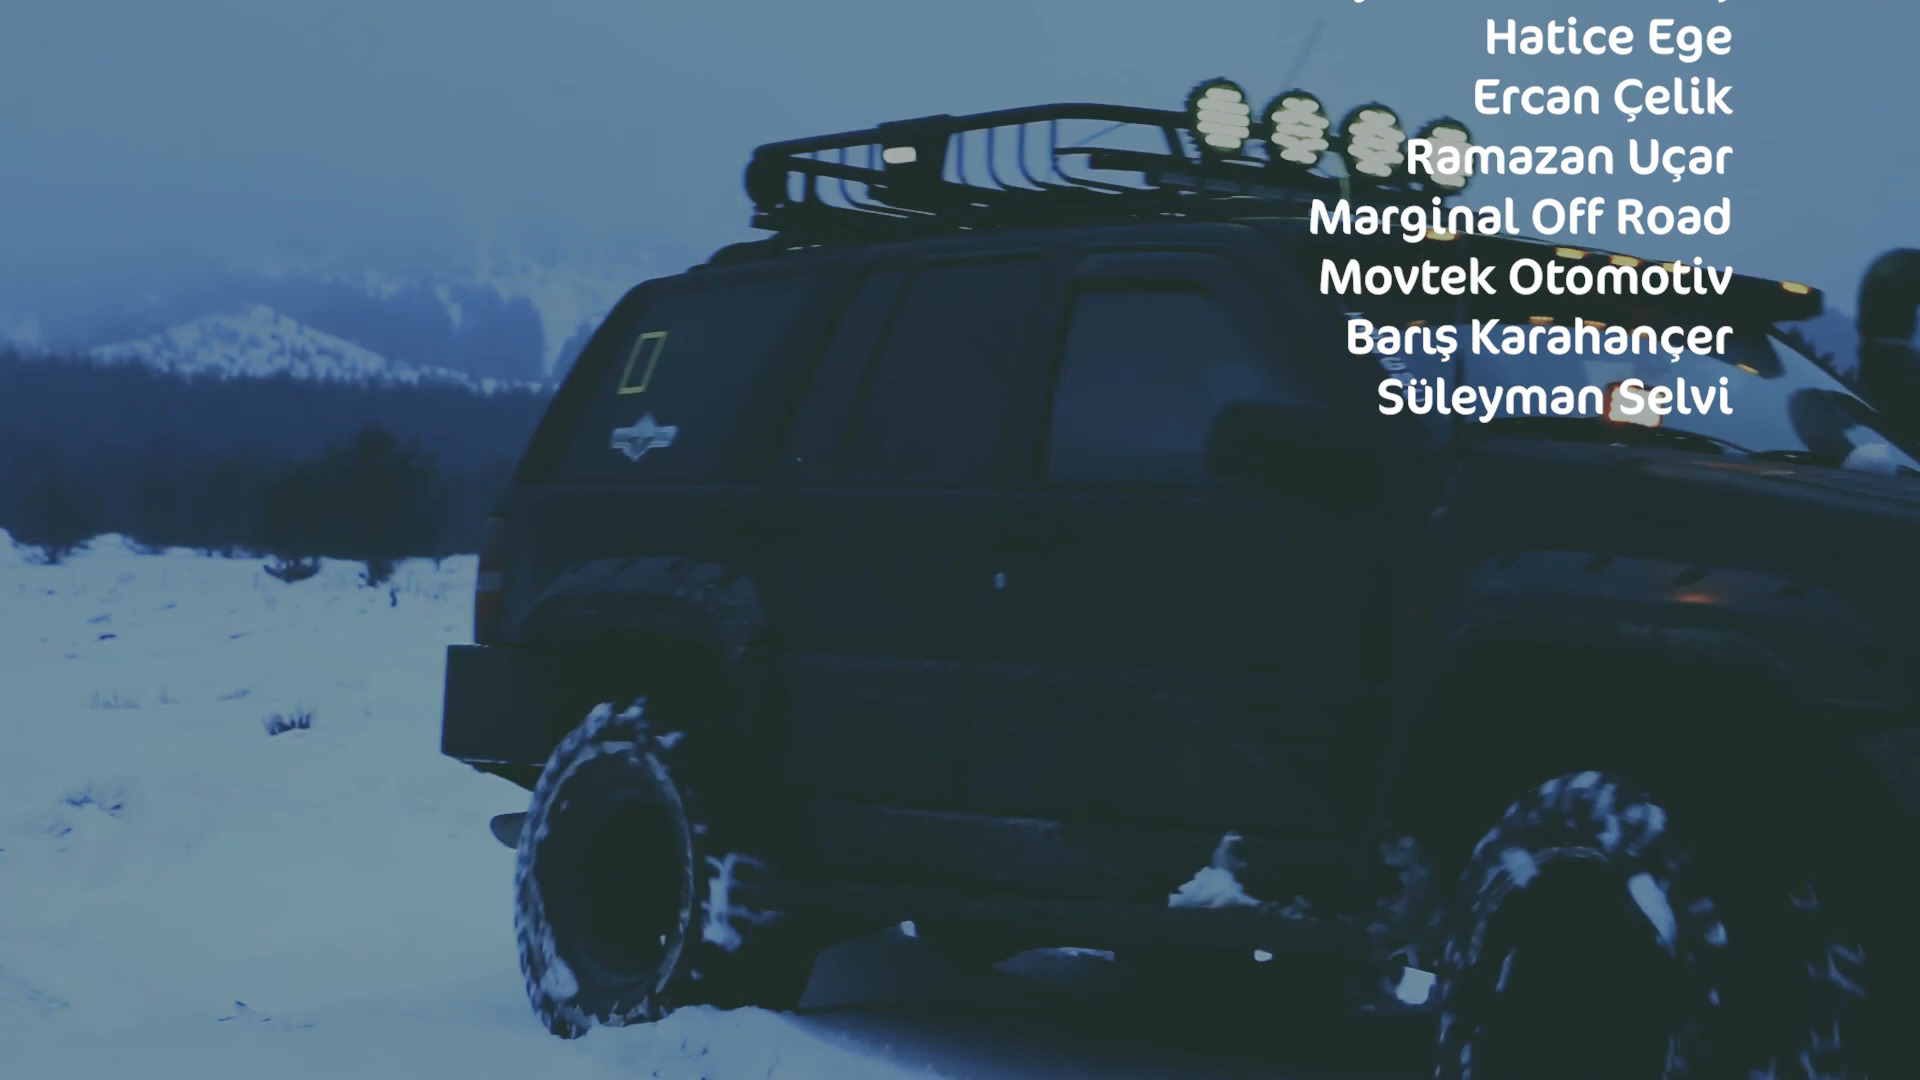 Hatice Ege
Ercan Çelik
Ramazan Uçar
Marginal Off Road
Movtek Otomotiv
Barış Karahançer
Süleyman Selvi